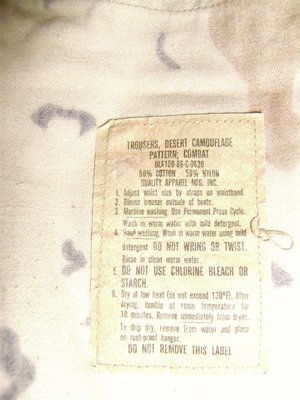 TROUSERS, DESERT CAMOUFLAGE
PATTERN, COMBAT
DLA100-86-C-0620
50% COTTON 50% NYLON
QUALITY APPAREL MFG. INC.
1. Adjust waist size by straps on waistband.
2. Blouse trousers outside of boots.
3. Machine washing. Use Permanent Press Cycle.
Wash in warm water with mild detergent.
4. Hand washing. Wash in warm water using mild
detergent DO NOT WRING OR TWIST.
Rinse in clean warm water.
5. DO NOT USE CHLORINE BLEACH OR
STARCH.
6. Dry at low heat (do not exceed 130°F). After
drying, tumble at room temperature for
10 minutes. Remove immediately from dryer.
To drip dry, remove from water and place
on rust-proof hanger.
DO NOT REMOVE THIS LABEL